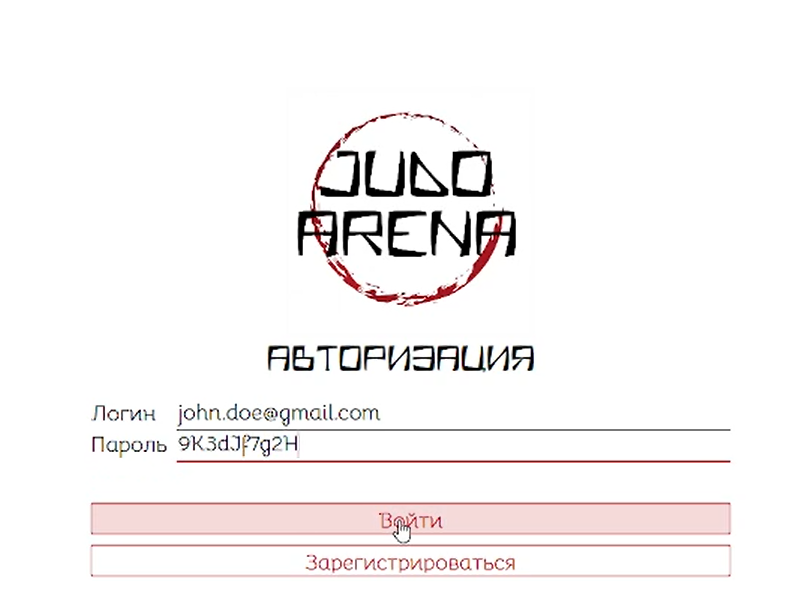 JUDO
ARENA
АВТОРИЗАЦИЯ
Логин john.doe@gmail.com
Пароль 9K3dJf7g2H
Войти
Зарегистрироваться